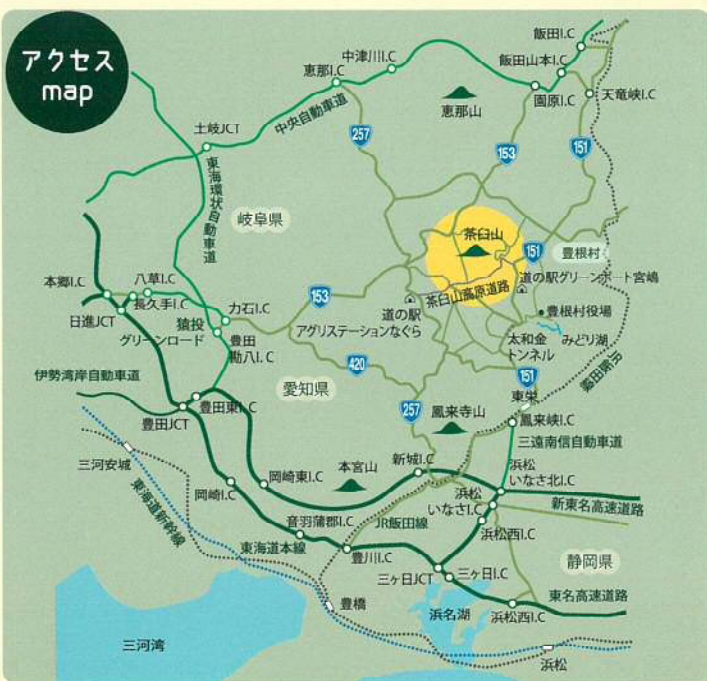 アクセス
map
飯田I.C
中津川I.C
飯田山本I.C
恵那I.C
天竜峡I.C
恵那山
園原I.C
中央自動車道
土岐JCT
257
153
151
東海環状自動車道
岐阜県
茶臼山
151
豊根村
本郷I.C
八草I.C
長久手I.C
日進JCT
力石I.C
153
道の駅グリーンポート宮嶋
茶臼山高原道路
道の駅
アグリステーションなぐら
豊根村役場
猿投
グリーンロード
豊田
勘八I.C
太和金
トンネル
みどり湖
JR飯田線
420
伊勢湾岸自動車道
愛知県
151
東栄
豊田東I.C
257
鳳来寺山
鳳来峡I.C
豊田JCT
三遠南信自動車道
三河安城
岡崎東I.C
本宮山
新城I.C
浜松
いなさ北I.C
岡崎I.C
浜松
いなさI.C
新東名高速道路
東海道新幹線
音羽蒲郡I.C
JR飯田線
浜松西I.C
東海道本線
豊川I.C
静岡県
三ヶ日JCT
三ヶ日I.C
東名高速道路
豊橋
浜名湖
浜松西I.C
三河湾
浜松